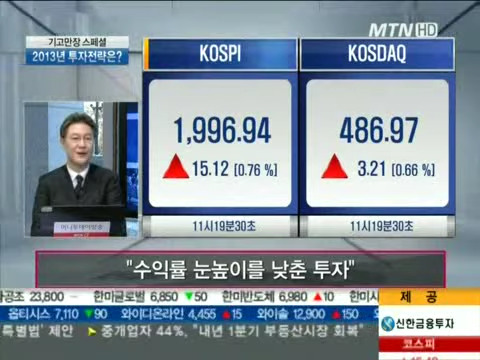 기고만장 스페셜
2013년 투자전략은?
MTN HD
KOSPI
KOSDAQ
1,996.94
486.97
▲ 15.12 [0.76 %]
▲ 3.21 [0.66 %]
11시19분30초
11시19분30초
"수익률 눈높이를 낮춘 투자"
가공조 23,800 ─ 한미글로벌 6,850 ▼50 한미반도체 6,980 ▲10
제 공
옵티시스 7,110 ▼90 와이디온라인 4,455 ▲15 와이솔 12,900 ▲150
신한금융투자
특별법' 제안 ▶ 중개업자 44%, "내년 1분기 부동산시장 회복"
코스피